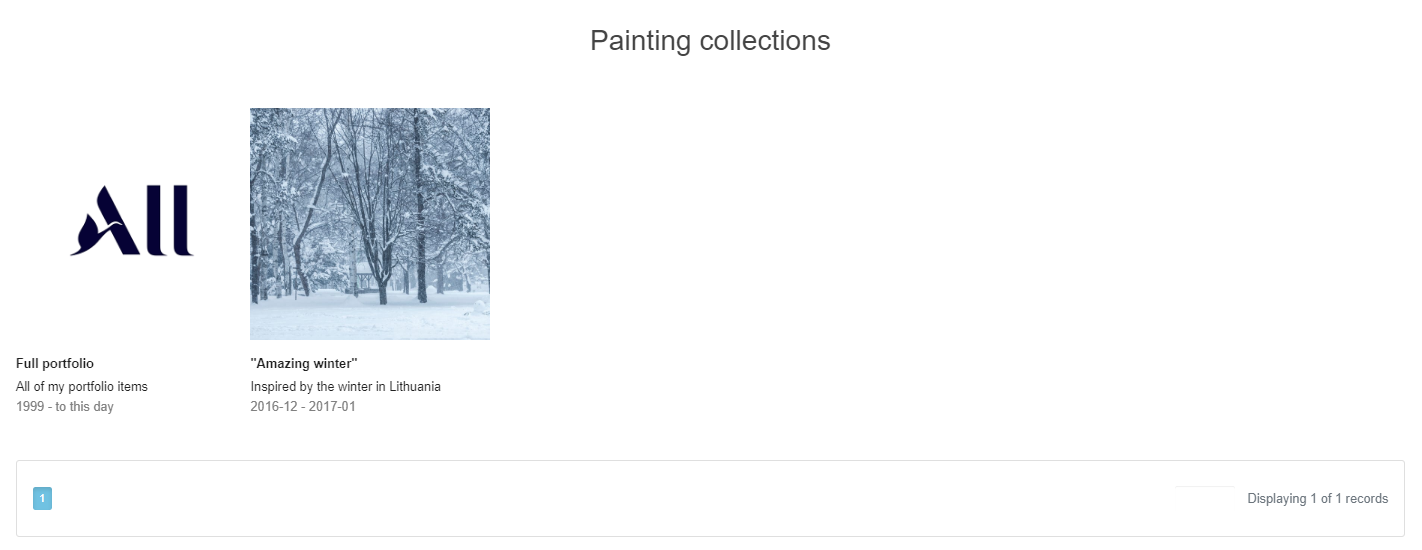 Painting collections
All
Full portfolio
All of my portfolio items
1999 - to this day
"Amazing winter"
Inspired by the winter in Lithuania
2016-12 - 2017-01
1
Displaying 1 of 1 records